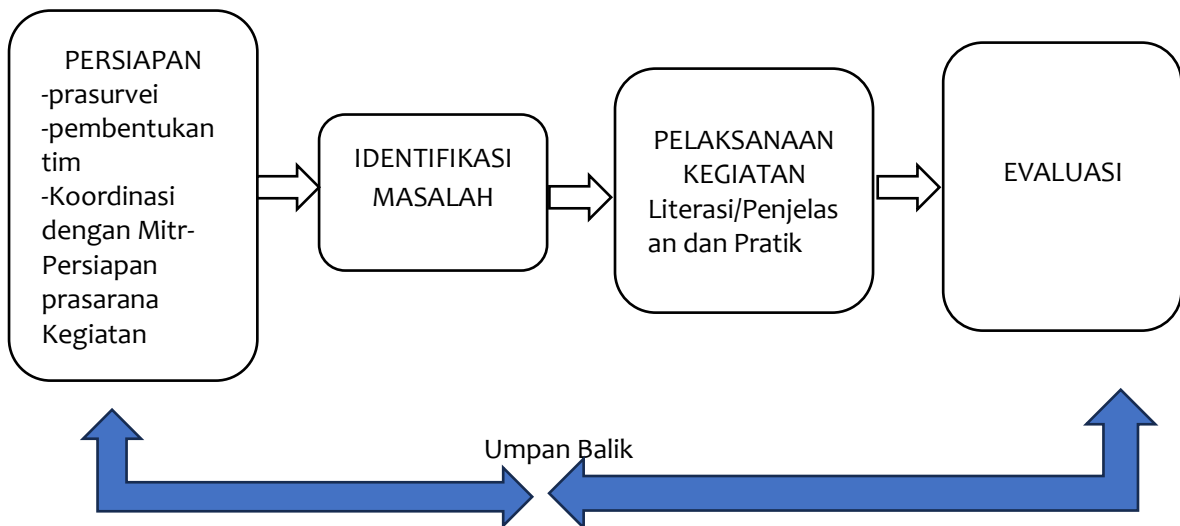 PERSIAPAN
-prasurvei
-pembentukan
tim
-Koordinasi
dengan Mitr-
Persiapan
prasarana
Kegiatan
IDENTIFIKASI
MASALAH
PELAKSANAAN
KEGIATAN
Literasi/Penjelas
an dan Pratik
EVALUASI
Umpan Balik